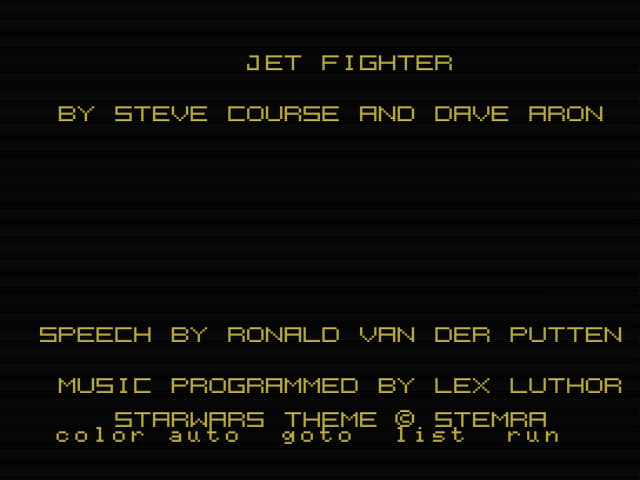 JET FIGHTER
BY STEVE COURSE AND DAVE ARON
SPEECH BY RONALD VAN DER PUTTEN
MUSIC PROGRAMMED BY LEX LUTHOR
STARWARS THEME © STEMRA
color auto goto list run